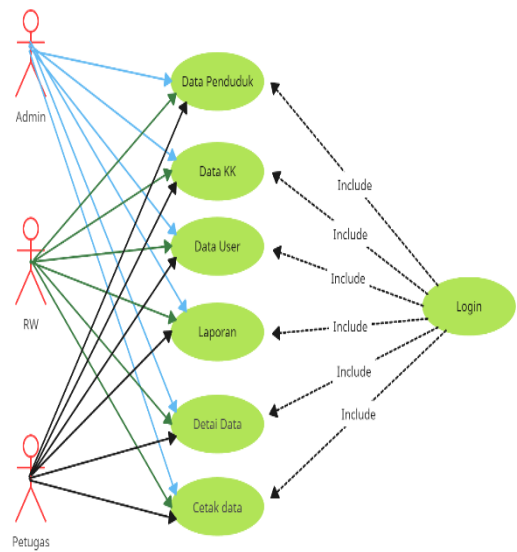 Admin
RW
Petugas
Data Penduduk
Data KK
Data User
Laporan
Detai Data
Cetak data
Include
Include
Include
Include
Include
Include
Login